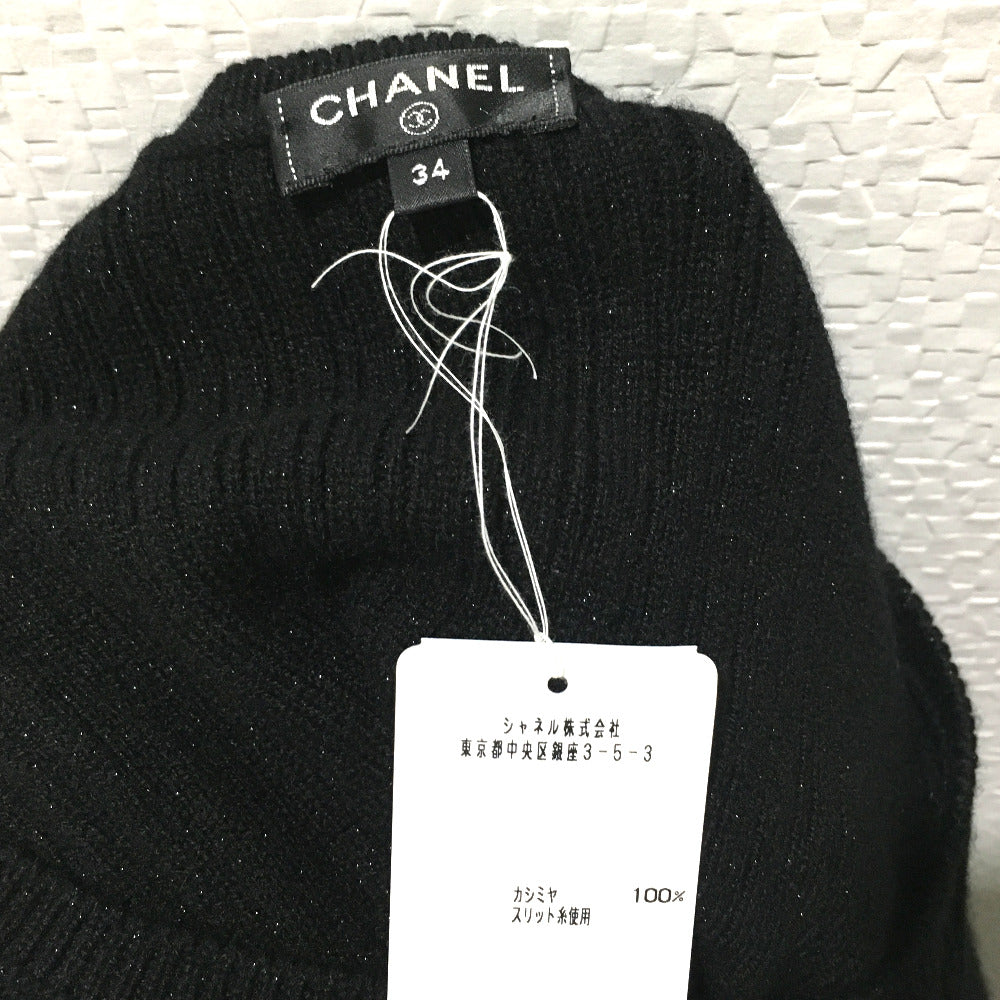 CHANEL
34
シャネル株式会社
東京都中央区銀座3-5-3
カシミヤ 100%
スリット糸使用